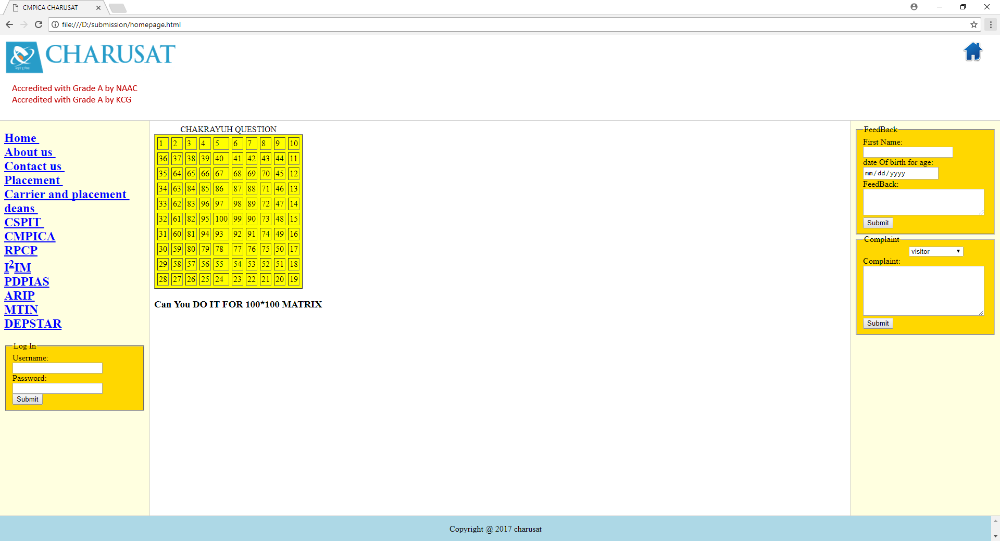 CMPICA CHARUSAT
file:///D:/submission/homepage.html
CHARUSAT
Accredited with Grade A by NAAC
Accredited with Grade A by KCG
Home
About us
Contact us
Placement
Carrier and placement
deans
CSPIT
CMPICA
RPCP
I²IM
PDPIAS
ARIP
MTIN
DEPSTAR
Log In
Username:
Password:
Submit
CHAKRAYUH QUESTION
1 2 3 4 5 6 7 8 9 10
36 37 38 39 40 41 42 43 44 11
35 64 65 66 67 68 69 70 45 12
34 63 84 85 86 87 88 71 46 13
33 62 83 96 97 98 89 72 47 14
32 61 82 95 100 99 90 73 48 15
31 60 81 94 93 92 91 74 49 16
30 59 80 79 78 77 76 75 50 17
29 58 57 56 55 54 53 52 51 18
28 27 26 25 24 23 22 21 20 19
Can You DO IT FOR 100*100 MATRIX
FeedBack
First Name:
date Of birth for age:
mm/dd/yyyy
FeedBack:
Submit
Complaint
visitor
Complaint:
Submit
Copyright @ 2017 charusat